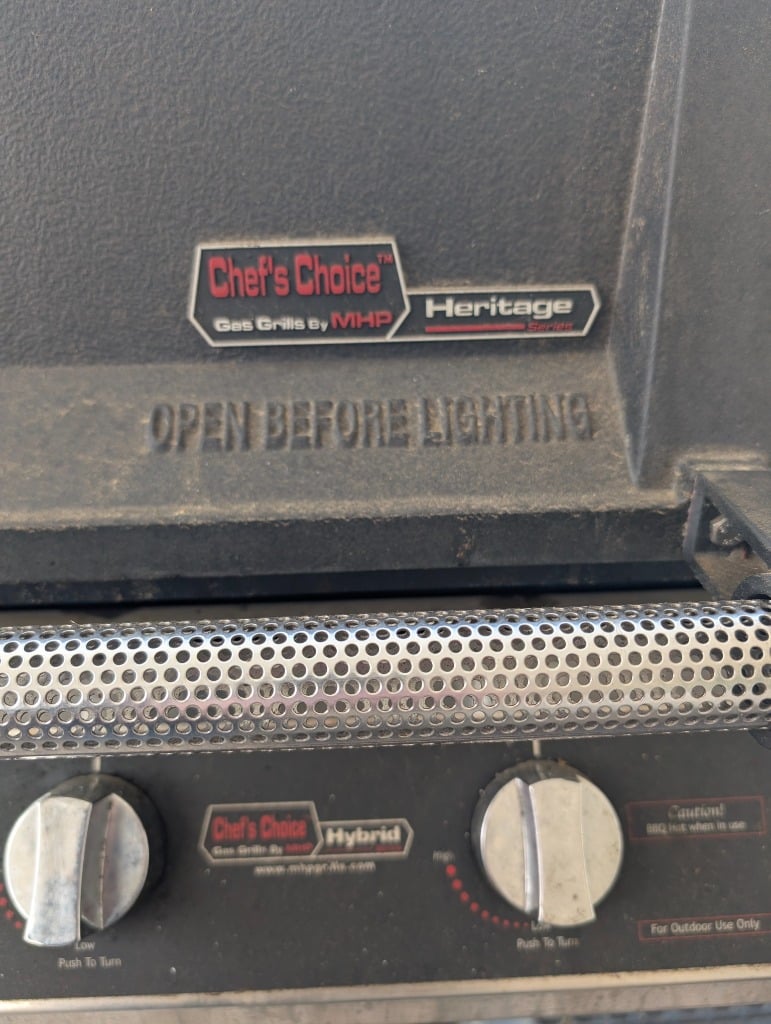 Chef's Choice™
Gas Grills By MHP
Heritage
Series
OPEN BEFORE LIGHTING
Chef's Choice
Gas Grills By MHP
Hybrid
www.mhpgrills.com
Caution!
BBQ Hot when in use
High
Low
Push To Turn
Low
Push To Turn
For Outdoor Use Only